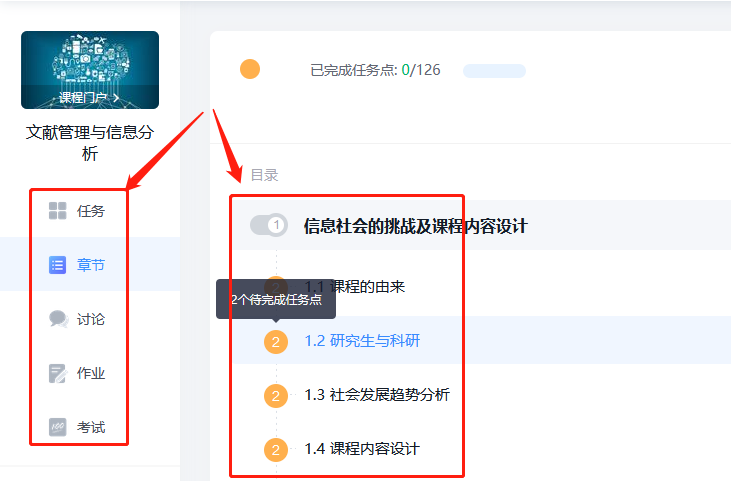 课程门户 >
文献管理与信息分
析
任务
章节
讨论
作业
考试
已完成任务点: 0/126
目录
1 信息社会的挑战及课程内容设计
1.1 课程的由来
2个待完成任务点
2 1.2 研究生与科研
2 1.3 社会发展趋势分析
2 1.4 课程内容设计